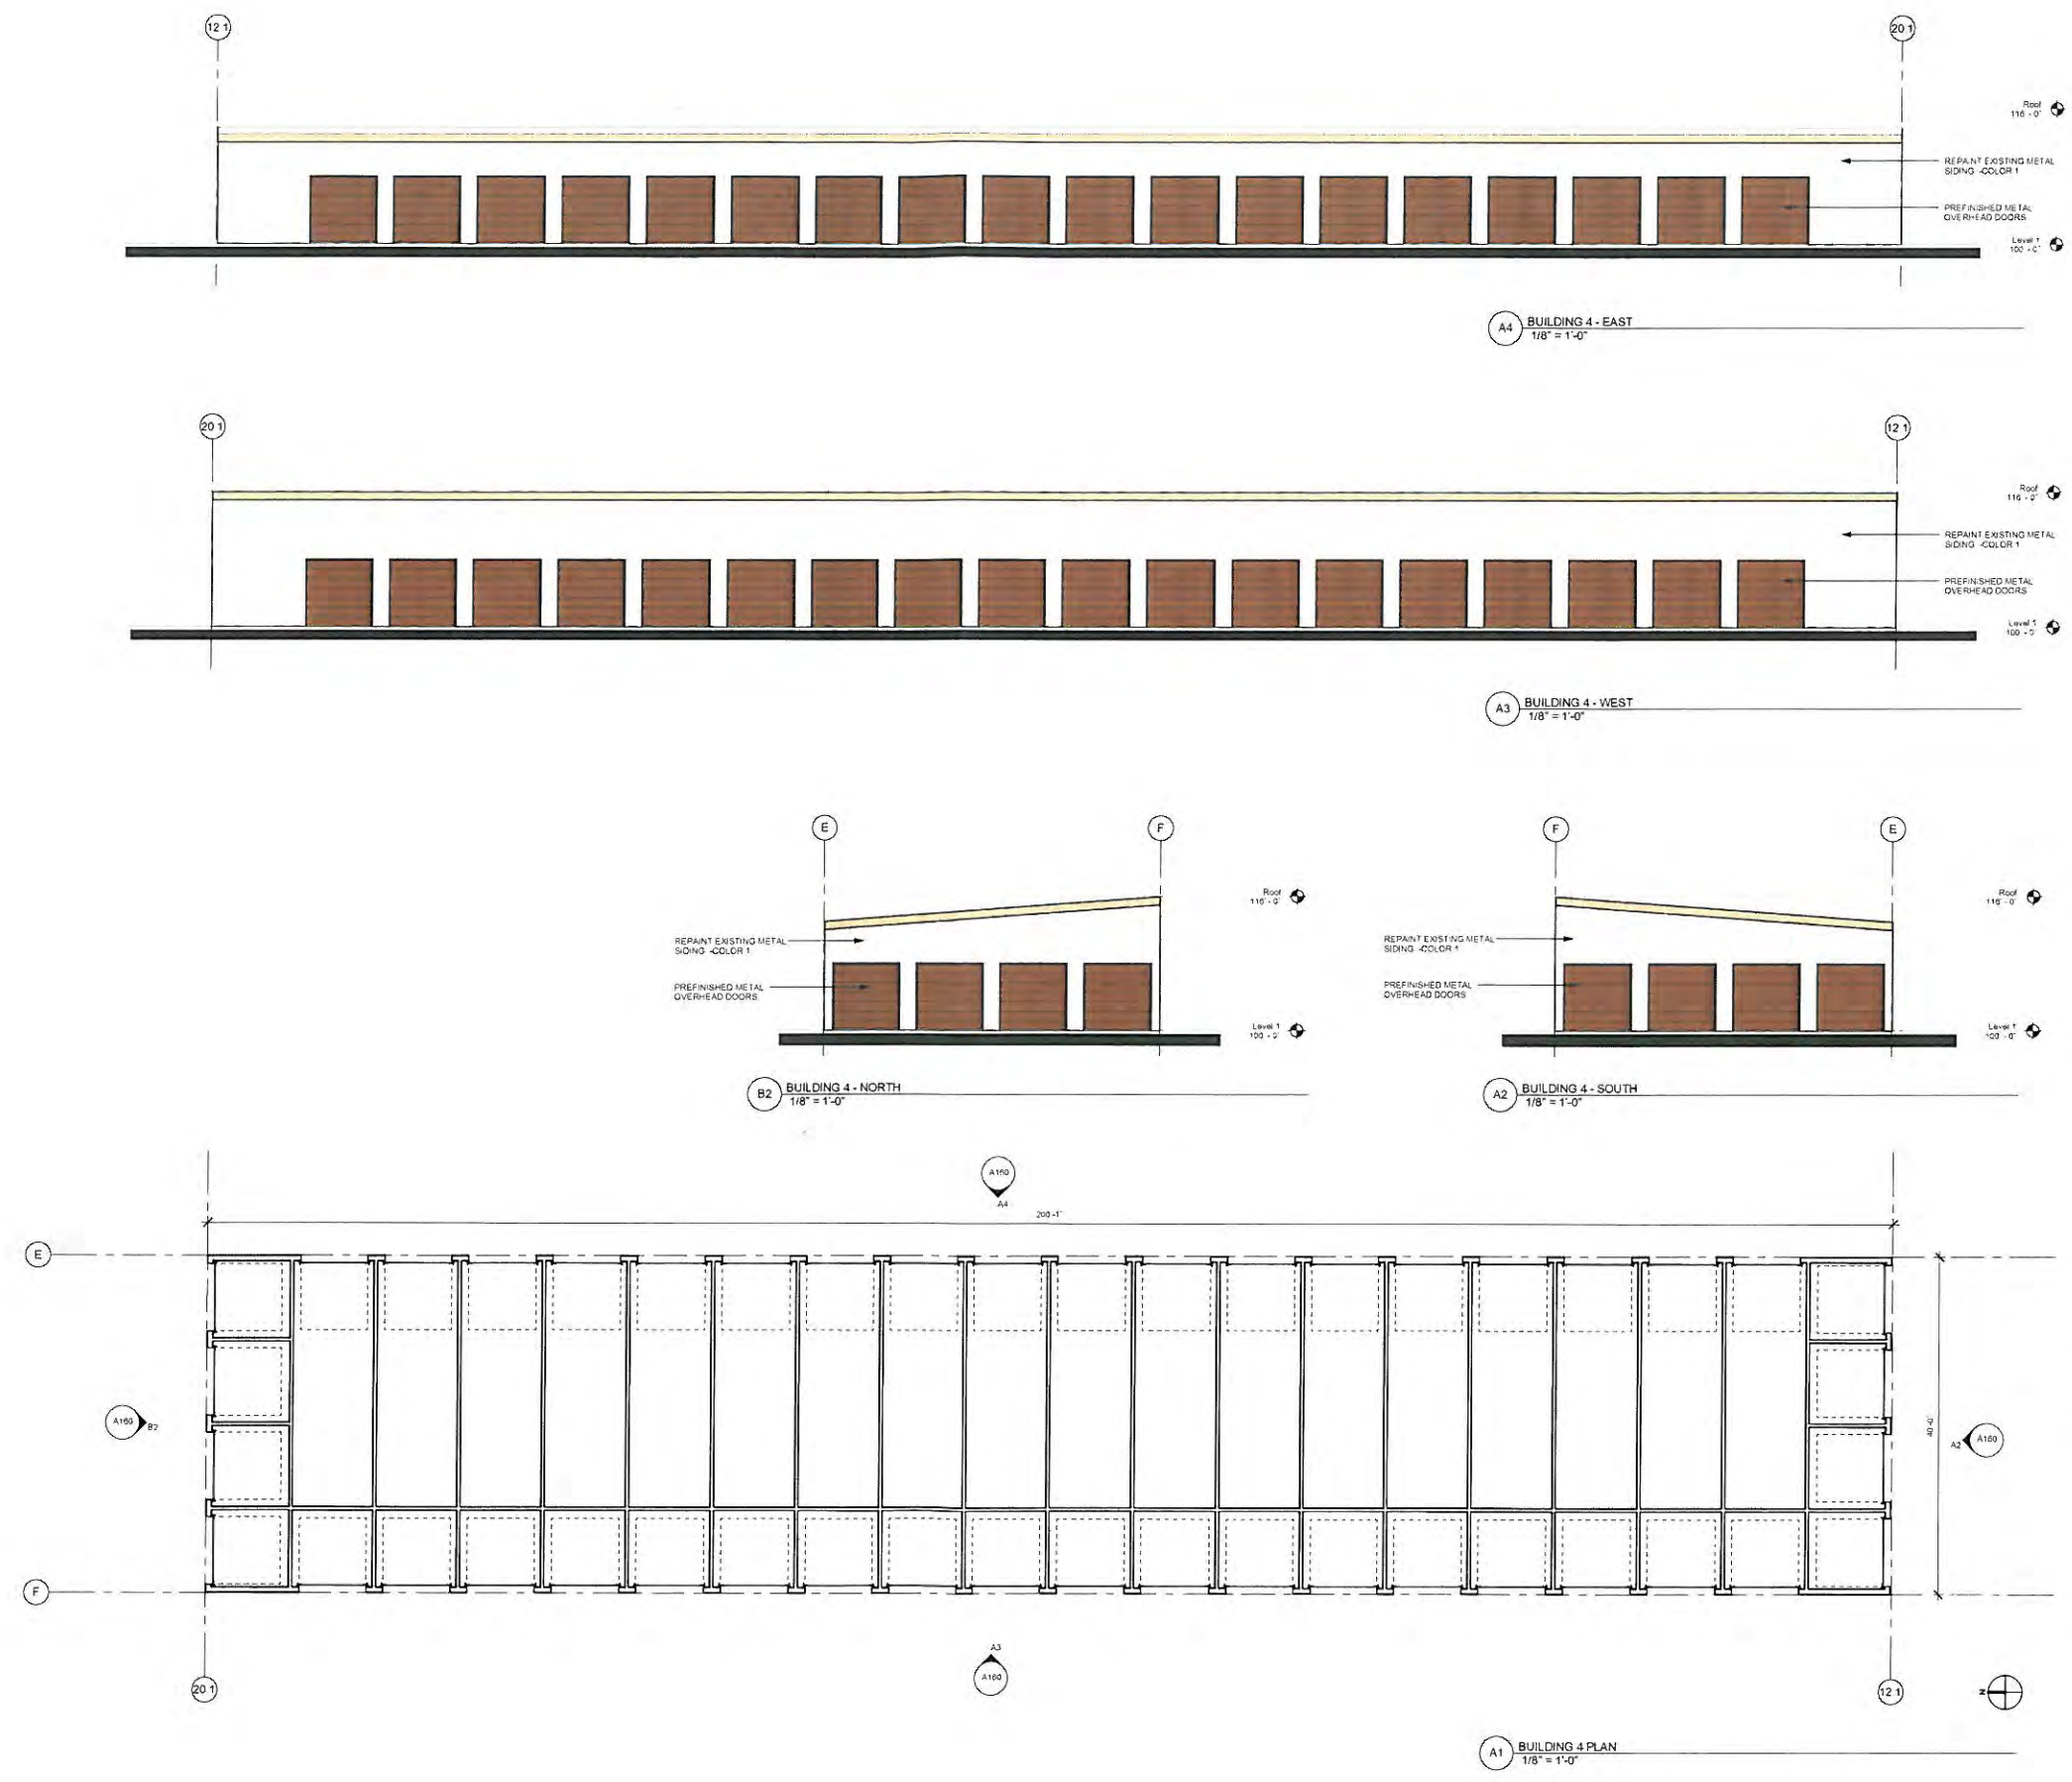 12 1
20 1
Roof
116' - 0"
REPAINT EXISTING METAL
SIDING -COLOR 1
PREFINISHED METAL
OVERHEAD DOORS
Level 1
100' - 0"
A4
BUILDING 4 - EAST
1/8" = 1'-0"
20 1
12 1
Roof
116' - 0"
REPAINT EXISTING METAL
SIDING -COLOR 1
PREFINISHED METAL
OVERHEAD DOORS
Level 1
100' - 0"
A3
BUILDING 4 - WEST
1/8" = 1'-0"
E
F
Roof
116' - 0"
REPAINT EXISTING METAL
SIDING -COLOR 1
PREFINISHED METAL
OVERHEAD DOORS
Level 1
100' - 0"
B2
BUILDING 4 - NORTH
1/8" = 1'-0"
F
E
Roof
116' - 0"
REPAINT EXISTING METAL
SIDING -COLOR 1
PREFINISHED METAL
OVERHEAD DOORS
Level 1
100' - 0"
A2
BUILDING 4 - SOUTH
1/8" = 1'-0"
A160
A4
200'-1"
E
A160
B2
40'-0"
A2
A160
F
A3
A160
20 1
12 1
N
A1
BUILDING 4 PLAN
1/8" = 1'-0"